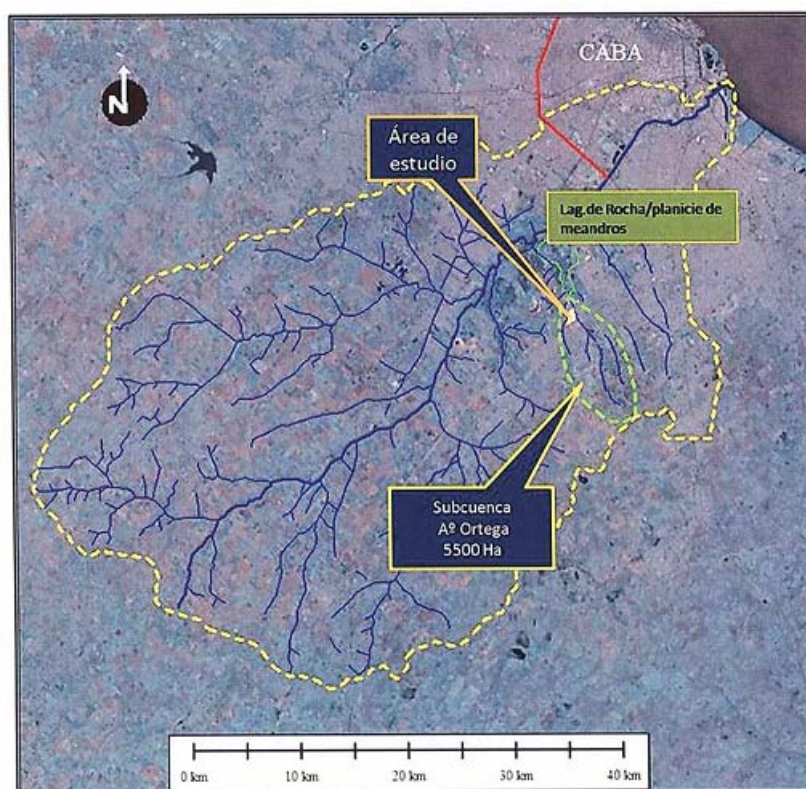 CABA
N
Área de
estudio
Lag.de Rocha/planicie de
meandros
Subcuenca
Aº Ortega
5500 Ha
0 km
10 km
20 km
30 km
40 km